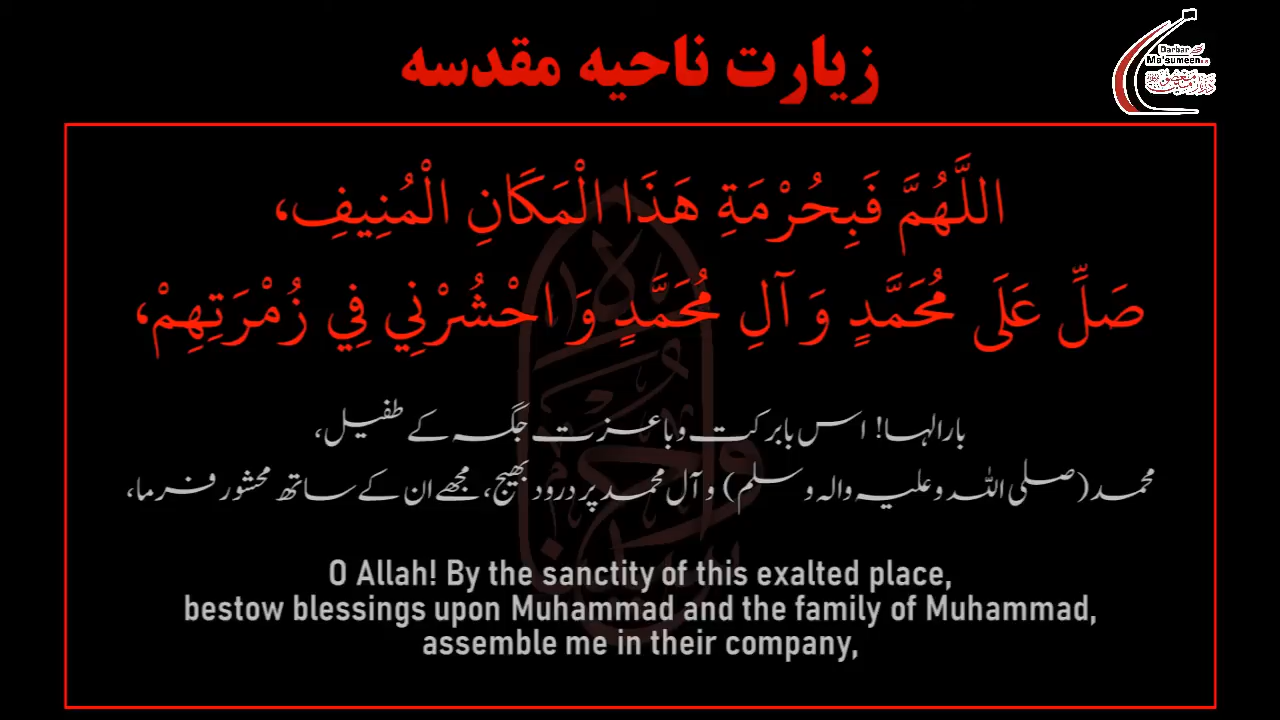 زیارت ناحیہ مقدسہ
Darbar
Ma'sumeen
اللَّهُمَّ فَبِحُرْمَةِ هَذَا الْمَكَانِ الْمُنِيفِ،
صَلِّ عَلَى مُحَمَّدٍ وَ آلِ مُحَمَّدٍ وَ احْشُرْنِي فِي زُمْرَتِهِمْ،
بارالہا! اس بابرکت وباعزت جگہ کے طفیل،
محمد (صلی اللہ وعلیہ والہ وسلم) و آل محمد پر درود بھیج، مجھے ان کے ساتھ محشور فرما،
O Allah! By the sanctity of this exalted place,
bestow blessings upon Muhammad and the family of Muhammad,
assemble me in their company,